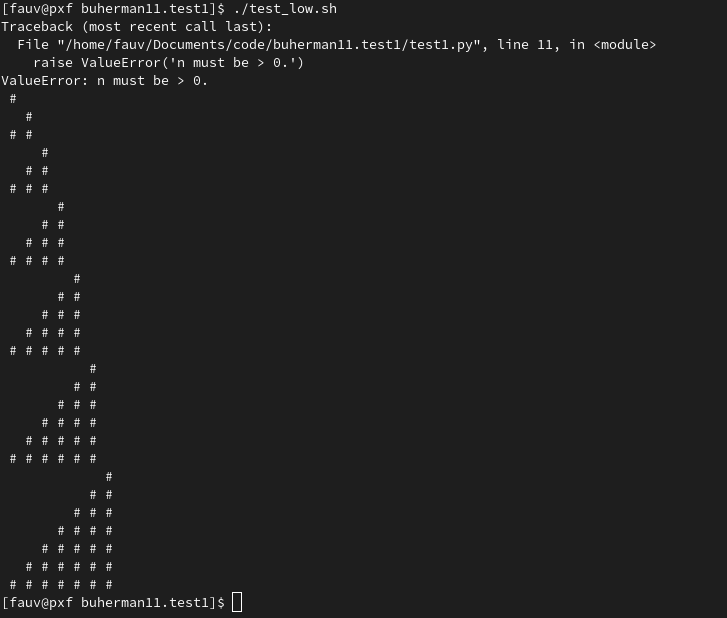 [fauv@pxf buherman11.test1]$ ./test_low.sh
Traceback (most recent call last):
  File "/home/fauv/Documents/code/buherman11.test1/test1.py", line 11, in <module>
    raise ValueError('n must be > 0.')
ValueError: n must be > 0.
 #
   #
 # #
     #
   # #
 # # #
       #
     # #
   # # #
 # # # #
         #
       # #
     # # #
   # # # #
 # # # # #
           #
         # #
       # # #
     # # # #
   # # # # #
 # # # # # #
             #
           # #
         # # #
       # # # #
     # # # # #
   # # # # # #
 # # # # # # #
[fauv@pxf buherman11.test1]$